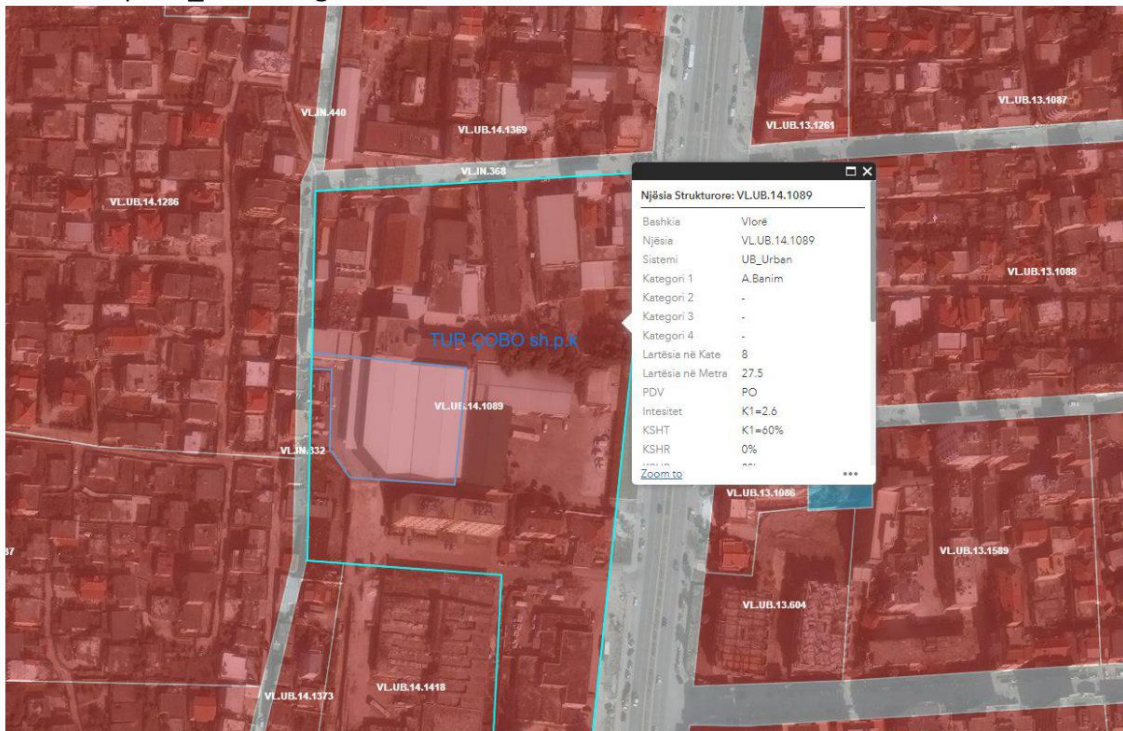 VL.IN.440
VL.UB.14.1369
VL.UB.13.1261
VL.UB.13.1087
VL.IN.368
VL.UB.14.1286
Njësia Strukturore: VL.UB.14.1089
Bashkia Vlorë
Njësia VL.UB.14.1089
Sistemi UB_Urban
Kategori 1 A.Banim
Kategori 2 -
Kategori 3 -
Kategori 4 -
Lartësia në Kate 8
Lartësia në Metra 27.5
PDV PO
Intesitet K1=2.6
KSHT K1=60%
KSHR 0%
Zoom to
VL.UB.13.1088
TUR ÇOBO sh.p.k
VL.UB.14.1089
VL.IN.332
VL.UB.13.1086
VL.UB.13.1589
VL.UB.13.604
VL.UB.14.1373
VL.UB.14.1418